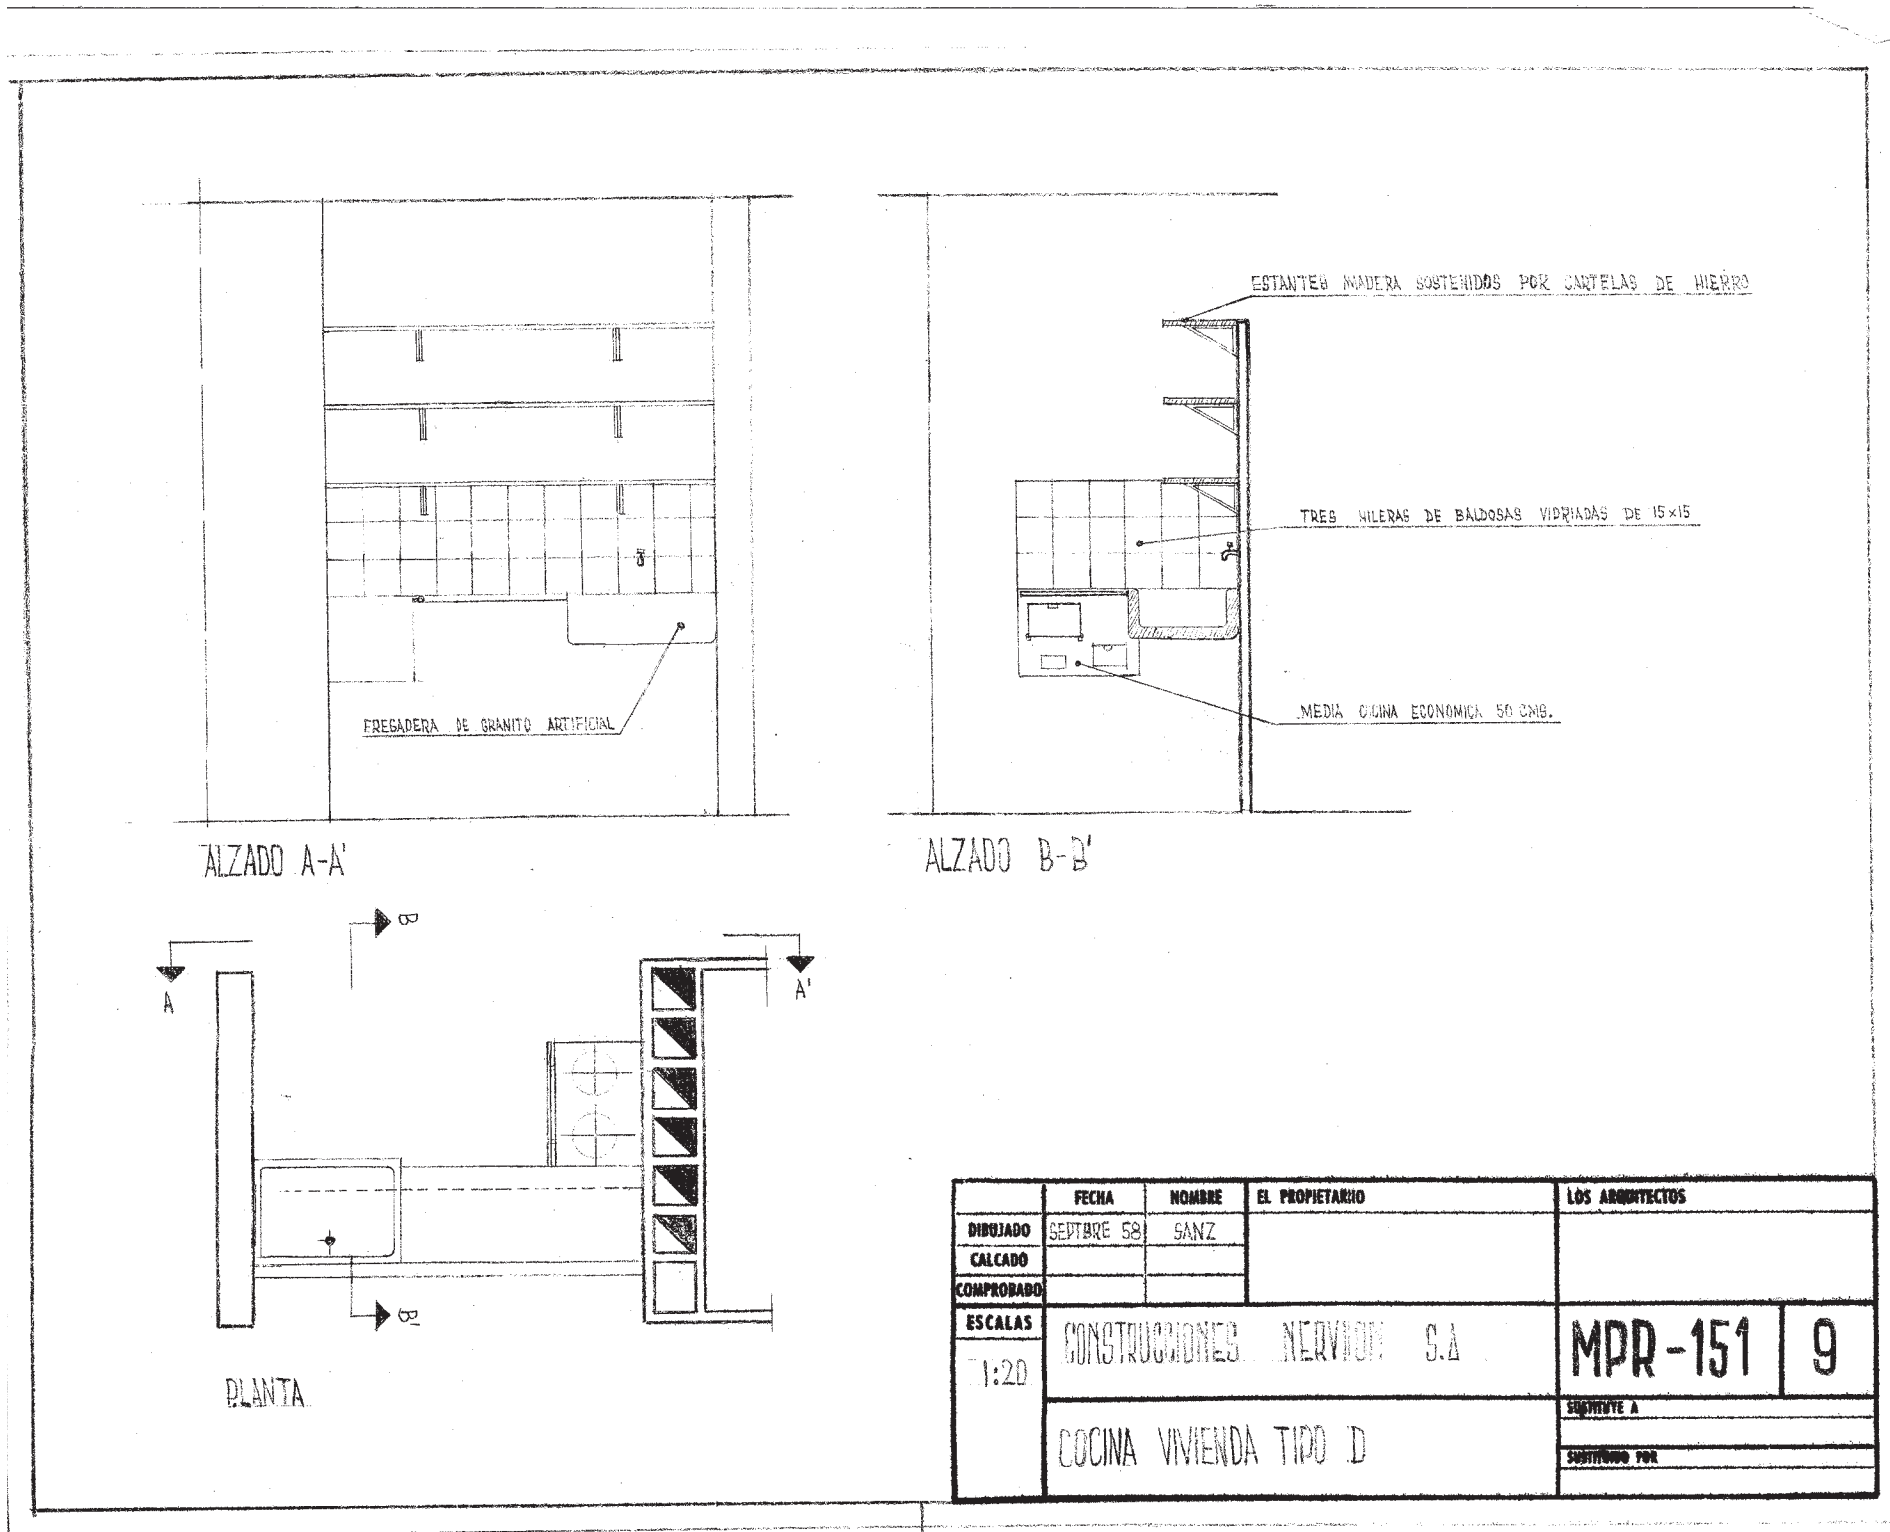 ESTANTES MADERA SOSTENIDOS POR CARTELAS DE HIERRO
TRES HILERAS DE BALDOSAS VIDRIADAS DE 15×15
FREGADERA DE GRANITO ARTIFICIAL
MEDIA COCINA ECONOMICA 50 CMS.
ALZADO A-A'
ALZADO B-B'
B
A
A'
B'
PLANTA
FECHA NOMBRE EL PROPIETARIO LOS ARQUITECTOS
DIBUJADO SEPTBRE 58 SANZ
CALCADO
COMPROBADO
ESCALAS
1:20
CONSTRUCCIONES NERVION S.A
MPR-151 9
COCINA VIVIENDA TIPO D
SUSTITUYE A
SUSTITUIDO POR